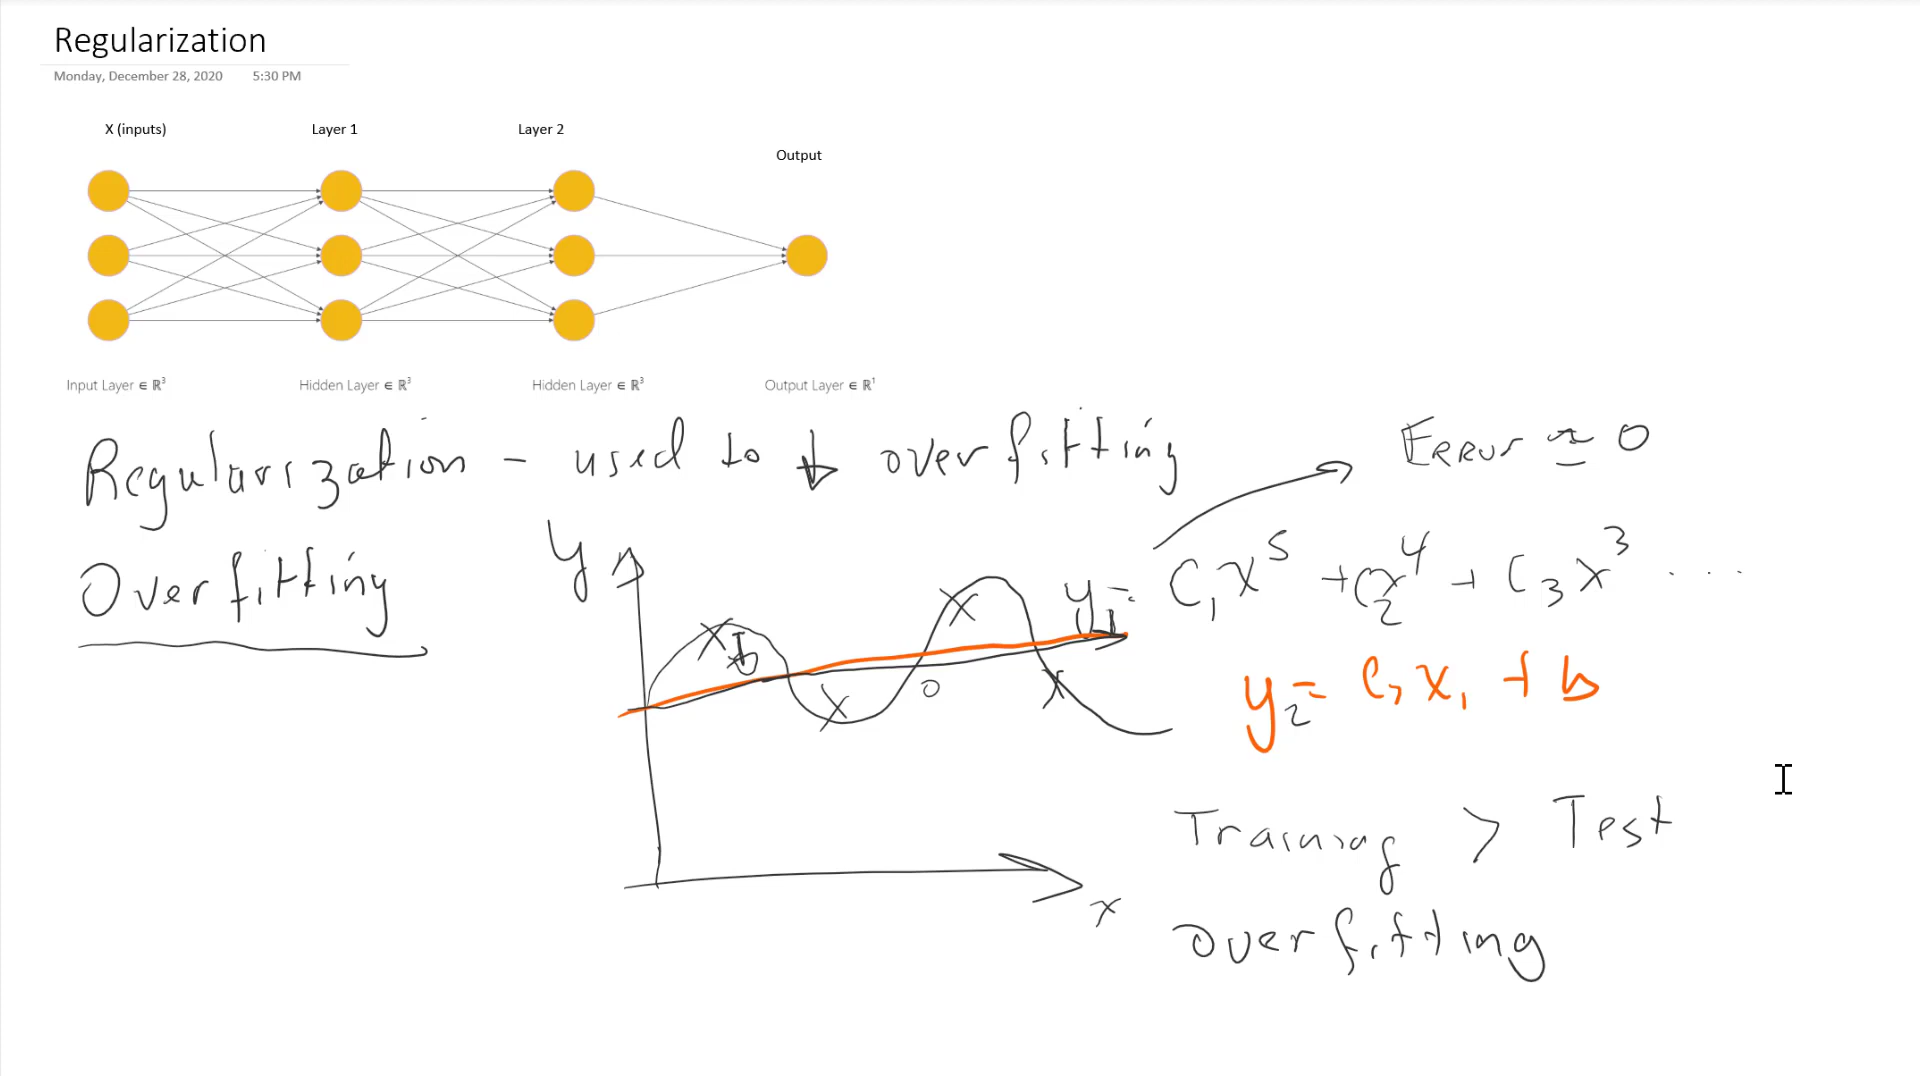 Regularization
Monday, December 28, 2020 5:30 PM
X (inputs) Layer 1 Layer 2
Output
Input Layer ∈ ℝ³ Hidden Layer ∈ ℝ³ Hidden Layer ∈ ℝ³ Output Layer ∈ ℝ¹
Regularization - used to ↓ overfitting
Error ≈ 0
Overfitting
y
y₁ = C₁x⁵ + C₂x⁴ + C₃x³ ....
y₂ = C₁x₁ + b
x
Training > Test
overfitting